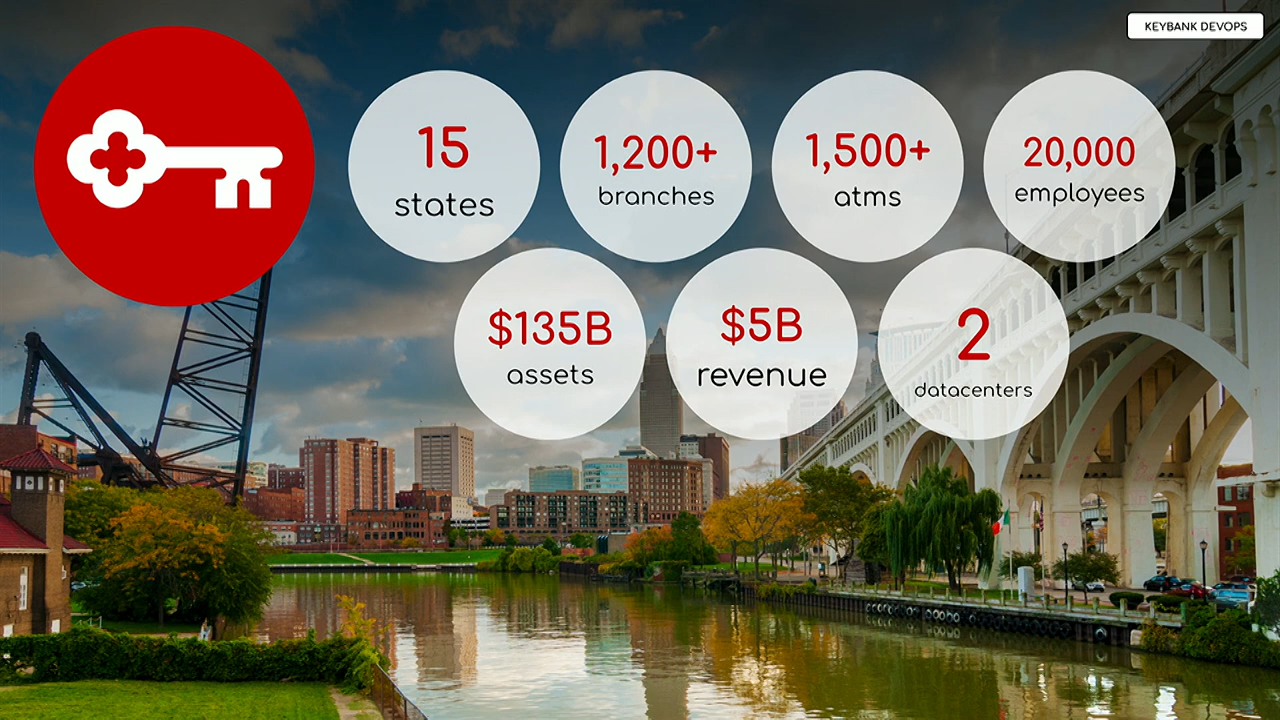 KEYBANK DEVOPS
15
states
1,200+
branches
1,500+
atms
20,000
employees
$135B
assets
$5B
revenue
2
datacenters